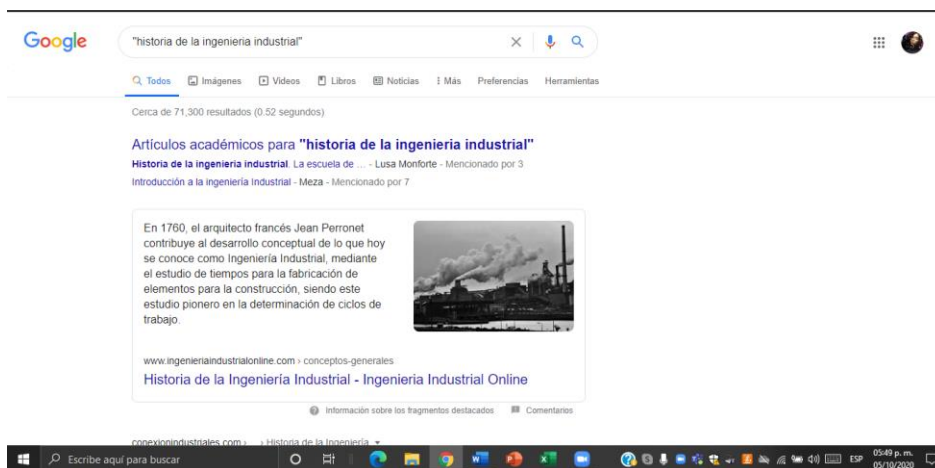 Google
"historia de la ingenieria industrial"
Todos Imágenes Videos Libros Noticias Más Preferencias Herramientas
Cerca de 71,300 resultados (0.52 segundos)
Artículos académicos para "historia de la ingenieria industrial"
Historia de la ingenieria industrial. La escuela de ... - Lusa Monforte - Mencionado por 3
Introducción a la ingeniería Industrial - Meza - Mencionado por 7
En 1760, el arquitecto francés Jean Perronet
contribuye al desarrollo conceptual de lo que hoy
se conoce como Ingeniería Industrial, mediante
el estudio de tiempos para la fabricación de
elementos para la construcción, siendo este
estudio pionero en la determinación de ciclos de
trabajo.
www.ingenieriaindustrialonline.com › conceptos-generales
Historia de la Ingeniería Industrial - Ingenieria Industrial Online
Información sobre los fragmentos destacados Comentarios
conexionindustriales.com › › Historia de la Ingeniería
Escribe aquí para buscar
ESP
05:49 p. m.
05/10/2020